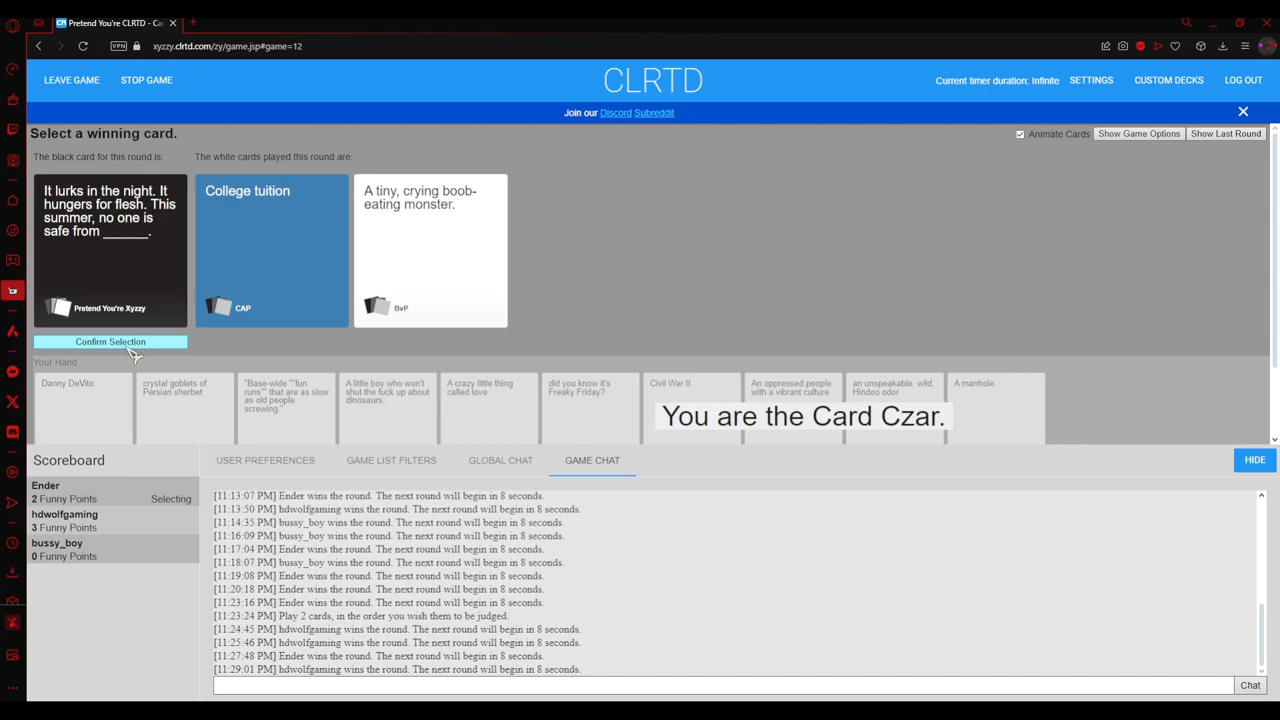 Pretend You're CLRTD - Ca
VPN
xyzzy.clrtd.com/zy/game.jsp#game=12
LEAVE GAME
STOP GAME
CLRTD
Current timer duration: Infinite
SETTINGS
CUSTOM DECKS
LOG OUT
Join our Discord Subreddit
Select a winning card.
Animate Cards
Show Game Options
Show Last Round
The black card for this round is:
The white cards played this round are:
It lurks in the night. It
hungers for flesh. This
summer, no one is
safe from ______.
Pretend You're Xyzzy
College tuition
CAP
A tiny, crying boob-
eating monster.
BvP
Confirm Selection
Your Hand
Danny DeVito.
crystal goblets of
Persian sherbet
"Base-wide ""fun
runs"" that are as slow
as old people
screwing."
A little boy who won't
shut the fuck up about
dinosaurs.
A crazy little thing
called love
did you know it's
Freaky Friday?
Civil War II
An oppressed people
with a vibrant culture.
an unspeakable, wild,
Hindoo odor
A manhole.
You are the Card Czar.
Scoreboard
Ender
2 Funny Points
Selecting
hdwolfgaming
3 Funny Points
bussy_boy
0 Funny Points
USER PREFERENCES
GAME LIST FILTERS
GLOBAL CHAT
GAME CHAT
HIDE
[11:13:07 PM] Ender wins the round. The next round will begin in 8 seconds.
[11:13:50 PM] hdwolfgaming wins the round. The next round will begin in 8 seconds.
[11:14:35 PM] bussy_boy wins the round. The next round will begin in 8 seconds.
[11:16:09 PM] bussy_boy wins the round. The next round will begin in 8 seconds.
[11:17:04 PM] Ender wins the round. The next round will begin in 8 seconds.
[11:18:07 PM] bussy_boy wins the round. The next round will begin in 8 seconds.
[11:19:08 PM] Ender wins the round. The next round will begin in 8 seconds.
[11:20:18 PM] Ender wins the round. The next round will begin in 8 seconds.
[11:23:16 PM] Ender wins the round. The next round will begin in 8 seconds.
[11:23:24 PM] Play 2 cards, in the order you wish them to be judged.
[11:24:45 PM] hdwolfgaming wins the round. The next round will begin in 8 seconds.
[11:25:46 PM] hdwolfgaming wins the round. The next round will begin in 8 seconds.
[11:27:48 PM] Ender wins the round. The next round will begin in 8 seconds.
[11:29:01 PM] hdwolfgaming wins the round. The next round will begin in 8 seconds.
Chat